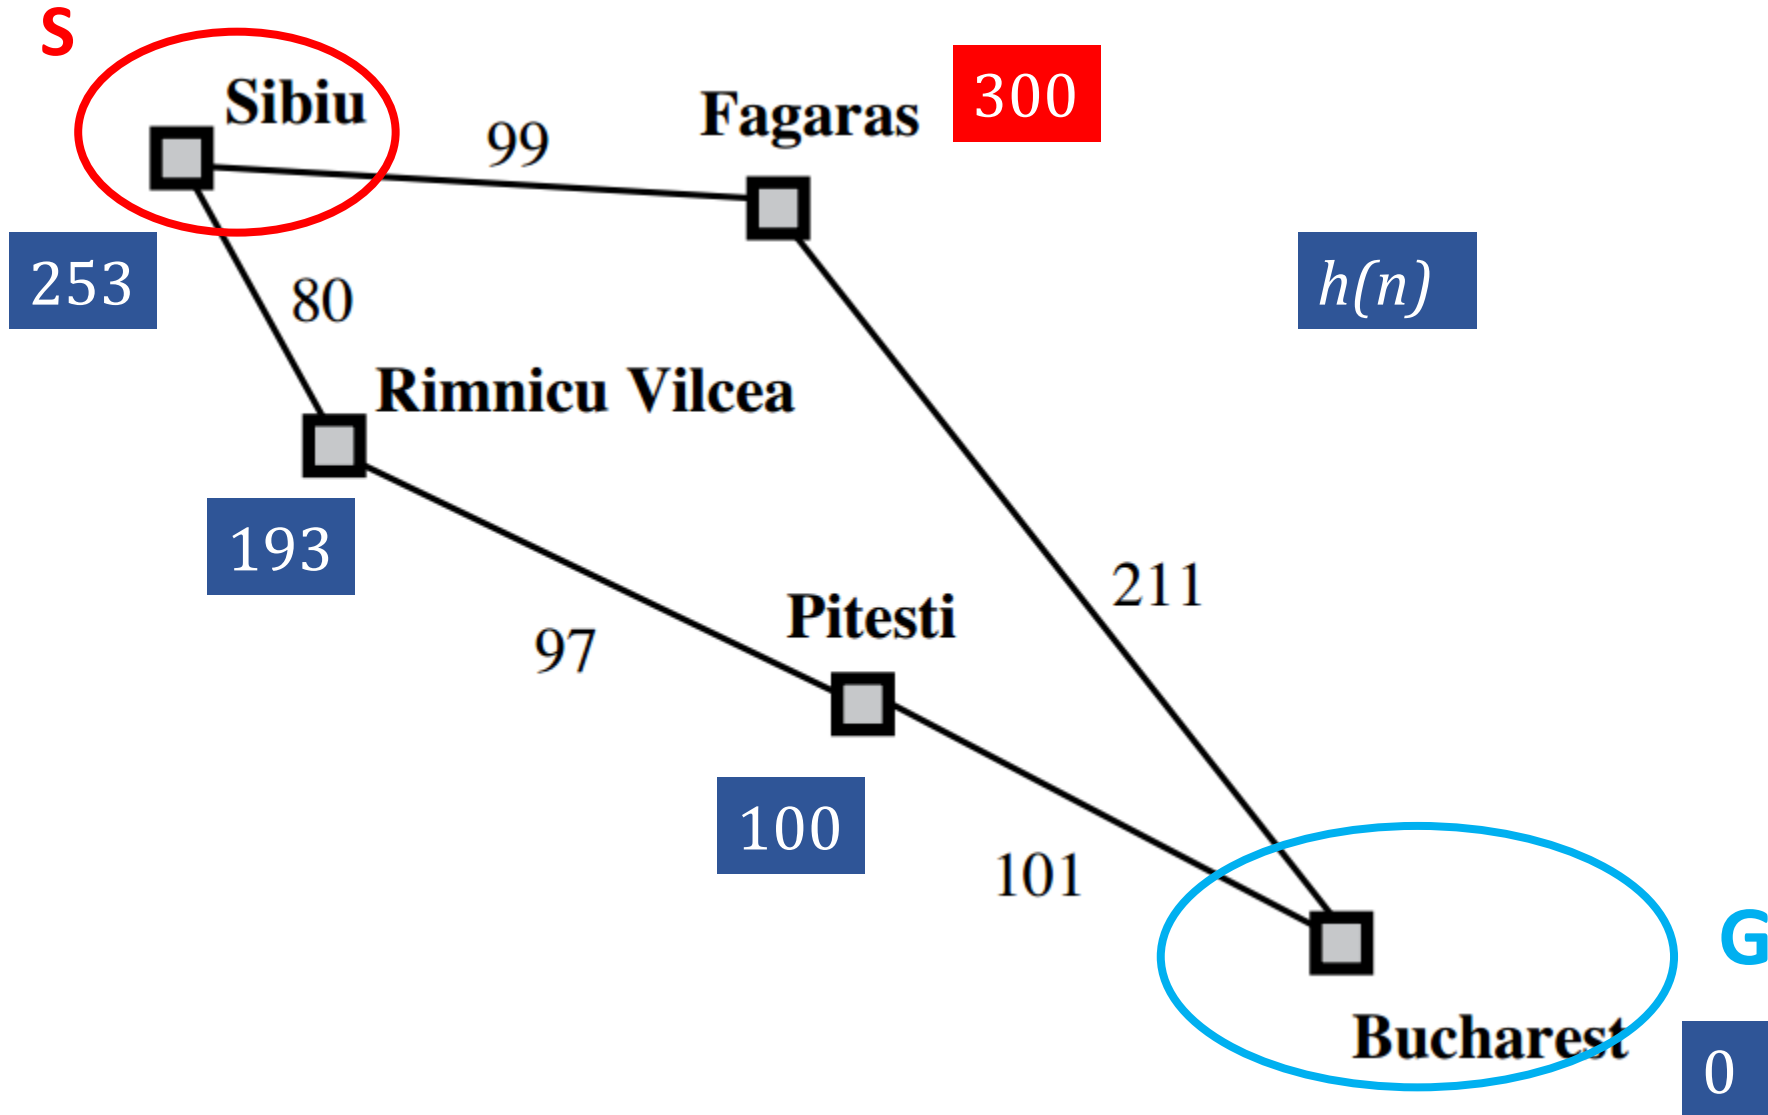 S
Sibiu
99
Fagaras
300
253
80
h(n)
Rimnicu Vilcea
193
97
Pitesti
211
100
101
G
Bucharest
0